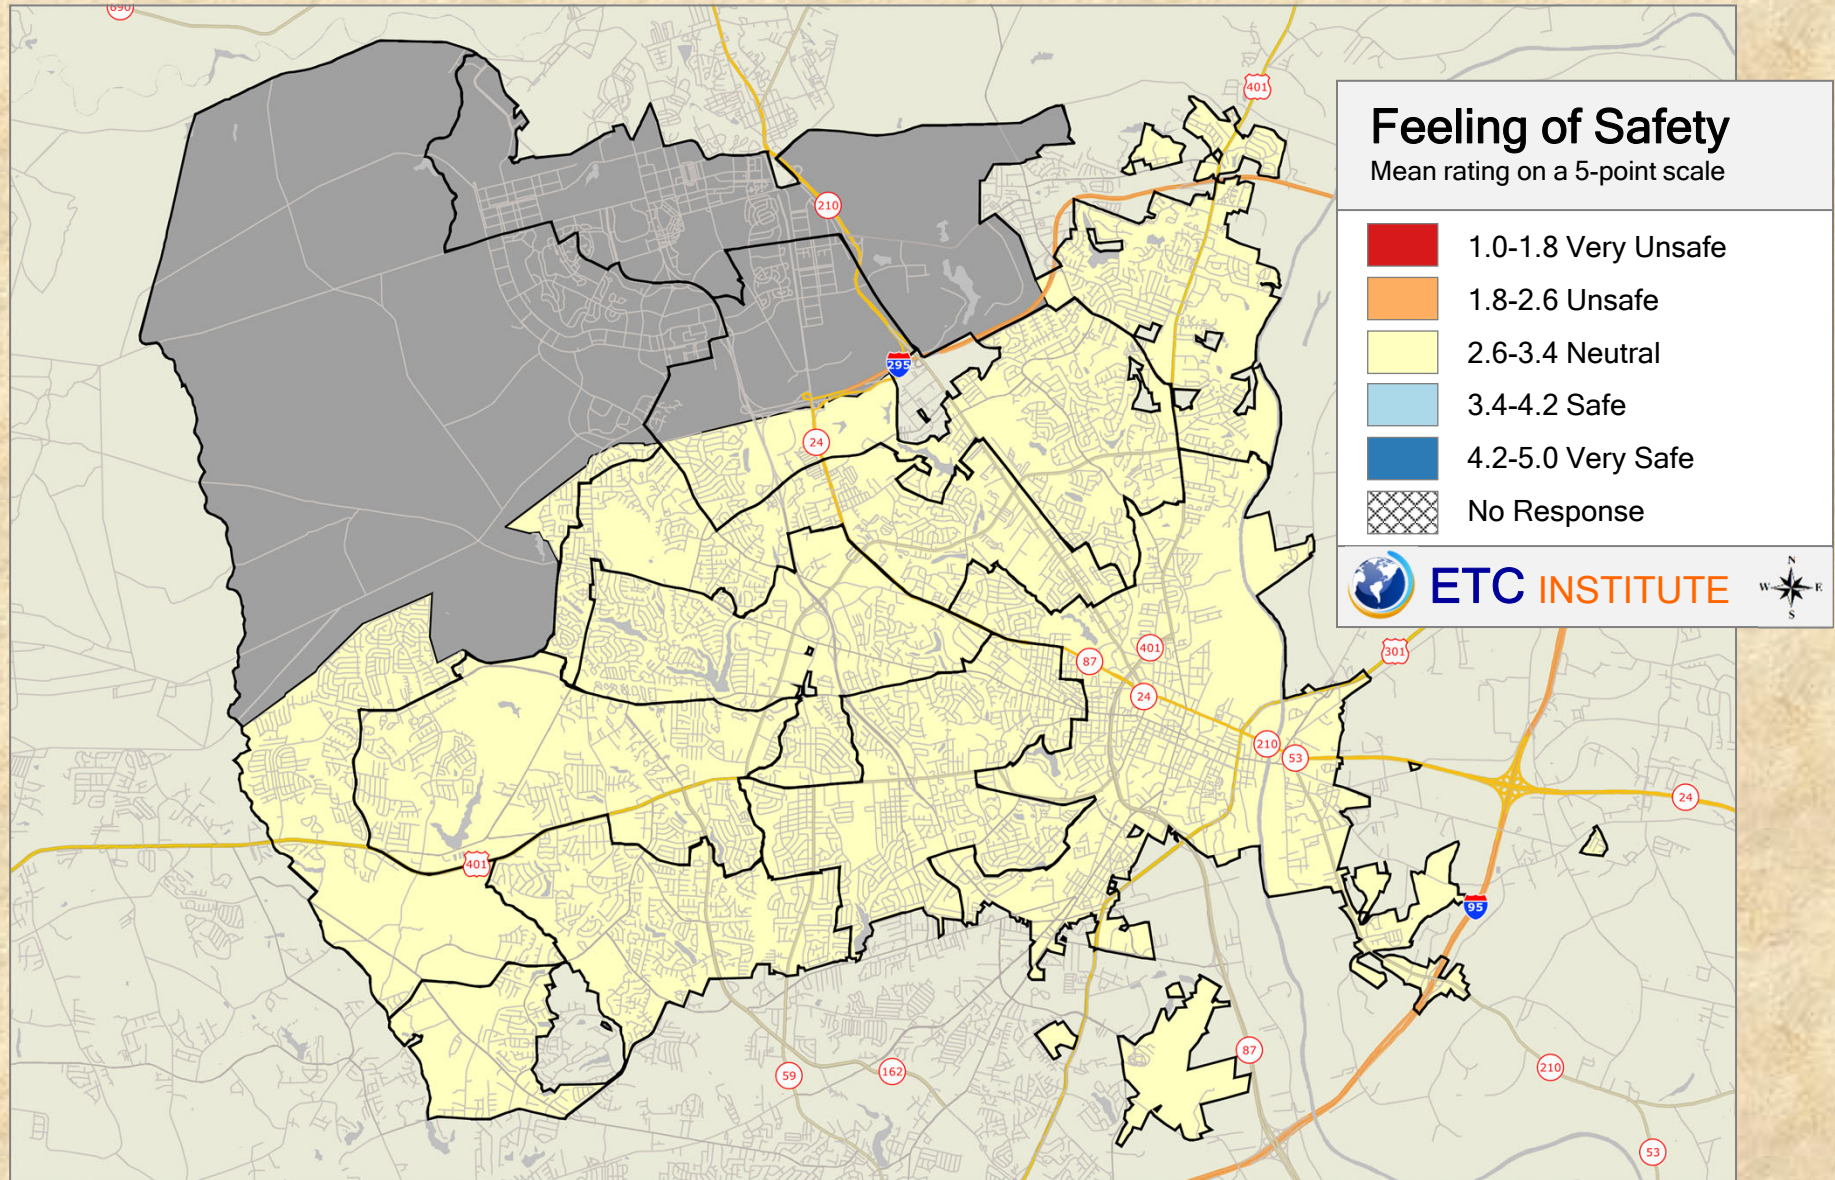 690
401
Feeling of Safety
Mean rating on a 5-point scale
1.0-1.8 Very Unsafe
1.8-2.6 Unsafe
2.6-3.4 Neutral
3.4-4.2 Safe
4.2-5.0 Very Safe
No Response
ETC INSTITUTE
N
W E
S
210
295
24
401
87
301
24
210
53
24
401
95
87
59
162
210
53